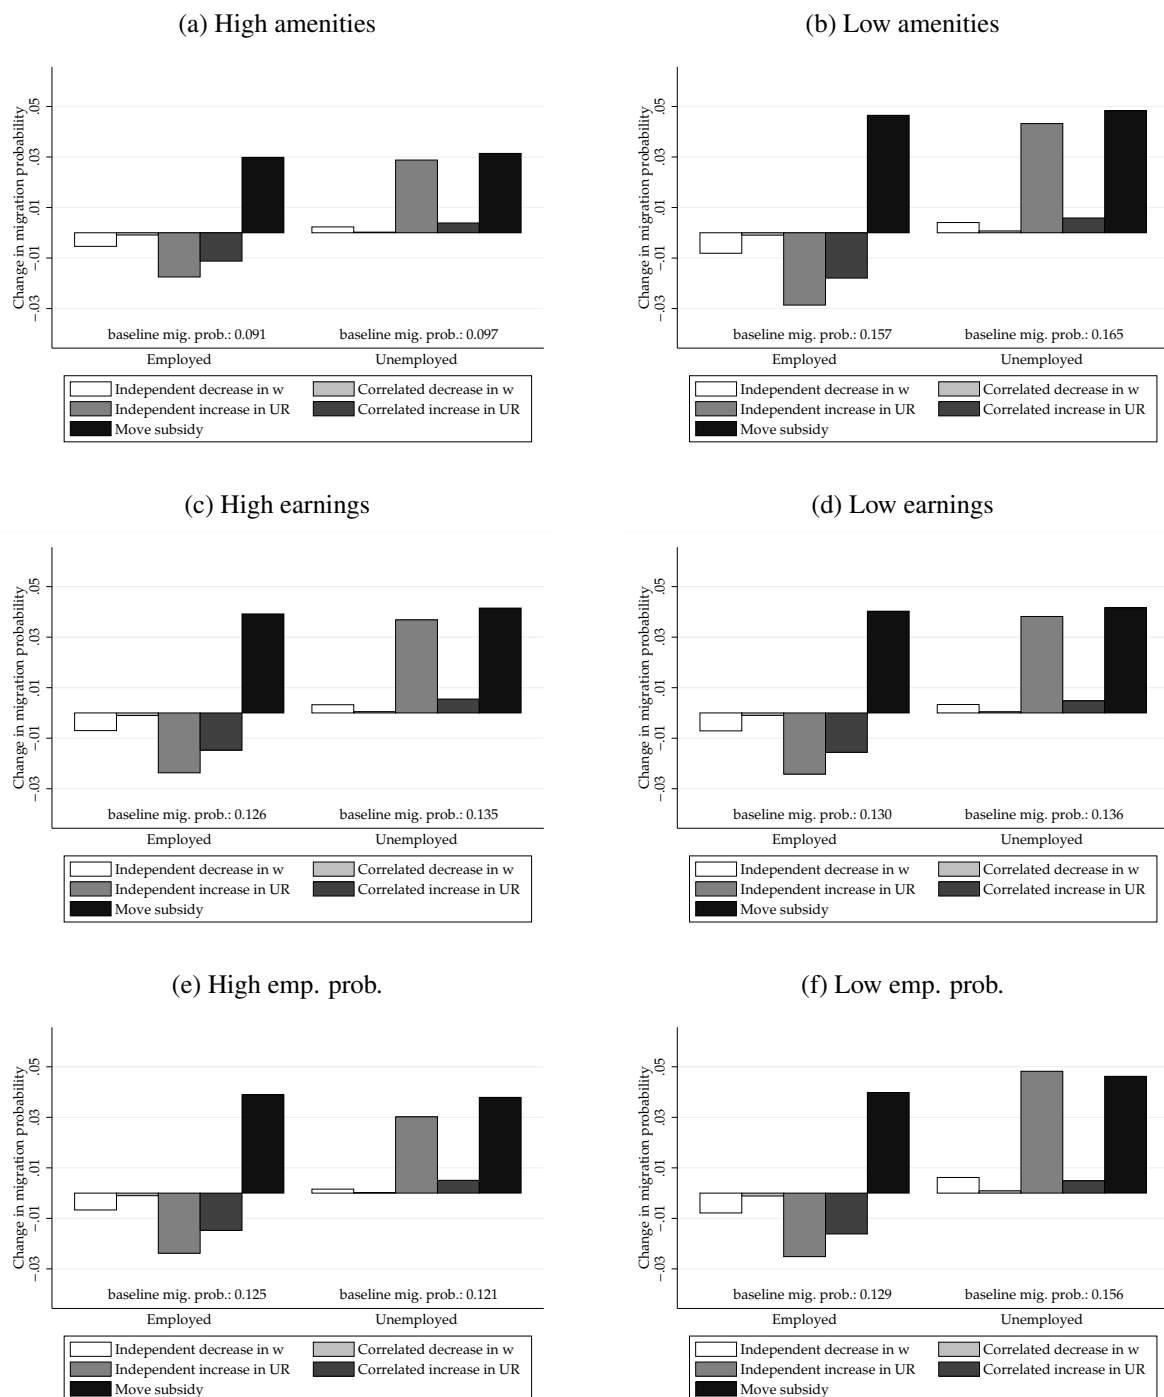 (a) High amenities
Change in migration probability
.05
.03
.01
-.01
-.03
baseline mig. prob.: 0.091
baseline mig. prob.: 0.097
Employed
Unemployed
Independent decrease in w
Correlated decrease in w
Independent increase in UR
Correlated increase in UR
Move subsidy
(b) Low amenities
Change in migration probability
.05
.03
.01
-.01
-.03
baseline mig. prob.: 0.157
baseline mig. prob.: 0.165
Employed
Unemployed
Independent decrease in w
Correlated decrease in w
Independent increase in UR
Correlated increase in UR
Move subsidy
(c) High earnings
Change in migration probability
.05
.03
.01
-.01
-.03
baseline mig. prob.: 0.126
baseline mig. prob.: 0.135
Employed
Unemployed
Independent decrease in w
Correlated decrease in w
Independent increase in UR
Correlated increase in UR
Move subsidy
(d) Low earnings
Change in migration probability
.05
.03
.01
-.01
-.03
baseline mig. prob.: 0.130
baseline mig. prob.: 0.136
Employed
Unemployed
Independent decrease in w
Correlated decrease in w
Independent increase in UR
Correlated increase in UR
Move subsidy
(e) High emp. prob.
Change in migration probability
.05
.03
.01
-.01
-.03
baseline mig. prob.: 0.125
baseline mig. prob.: 0.121
Employed
Unemployed
Independent decrease in w
Correlated decrease in w
Independent increase in UR
Correlated increase in UR
Move subsidy
(f) Low emp. prob.
Change in migration probability
.05
.03
.01
-.01
-.03
baseline mig. prob.: 0.129
baseline mig. prob.: 0.156
Employed
Unemployed
Independent decrease in w
Correlated decrease in w
Independent increase in UR
Correlated increase in UR
Move subsidy